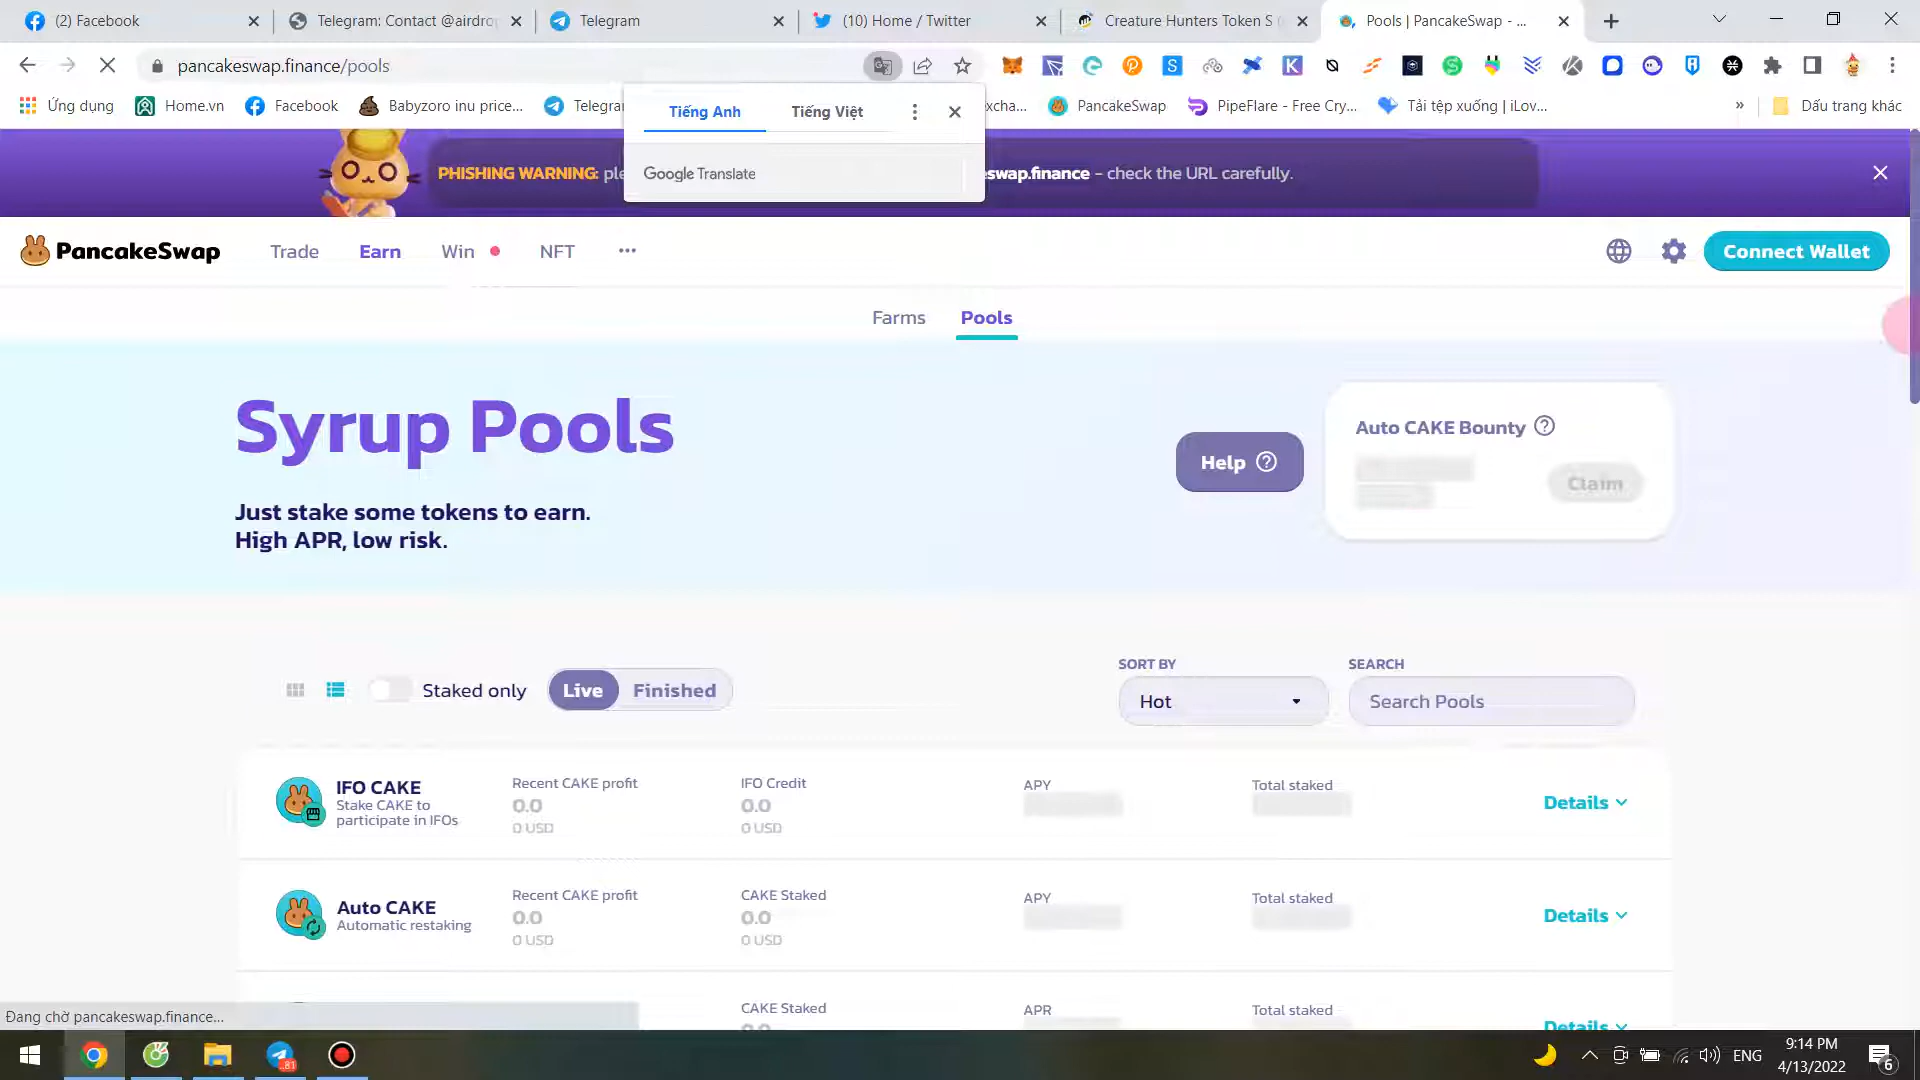 (2) Facebook
Telegram: Contact @airdrop
Telegram
(10) Home / Twitter
Creature Hunters Token S
Pools | PancakeSwap - ...
pancakeswap.finance/pools
Ứng dụng
Home.vn
Facebook
Babyzoro inu price...
Telegra
xcha...
PancakeSwap
PipeFlare - Free Cry...
Tải tệp xuống | iLov...
»
Dấu trang khác
Tiếng Anh
Tiếng Việt
Google Translate
PHISHING WARNING: ple
eswap.finance - check the URL carefully.
PancakeSwap
Trade
Earn
Win
NFT
Connect Wallet
Farms
Pools
Syrup Pools
Just stake some tokens to earn.
High APR, low risk.
Help
Auto CAKE Bounty
Claim
Staked only
Live
Finished
SORT BY
Hot
SEARCH
Search Pools
IFO CAKE
Stake CAKE to
participate in IFOs
Recent CAKE profit
0.0
0 USD
IFO Credit
0.0
0 USD
APY
Total staked
Details
Auto CAKE
Automatic restaking
Recent CAKE profit
0.0
0 USD
CAKE Staked
0.0
0 USD
APY
Total staked
Details
CAKE Staked
0.0
APR
Total staked
Details
Đang chờ pancakeswap.finance...
81
ENG
9:14 PM
4/13/2022
6